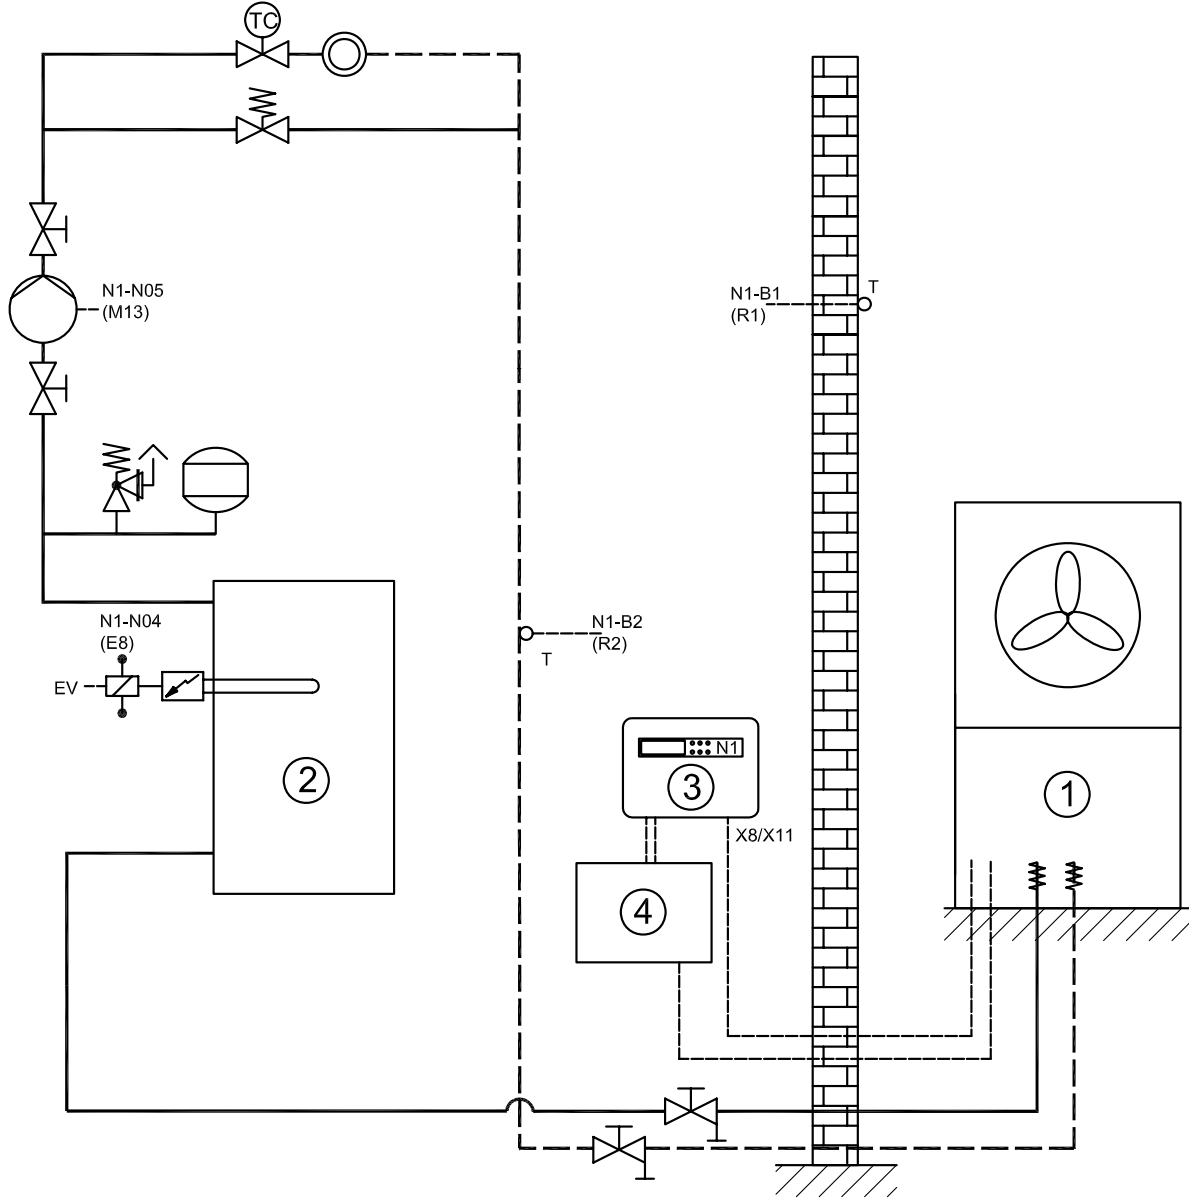 TC
N1-N05
(M13)
N1-B1
(R1)
T
N1-N04
(E8)
EV
N1-B2
(R2)
T
N1
2
3
1
X8/X11
4